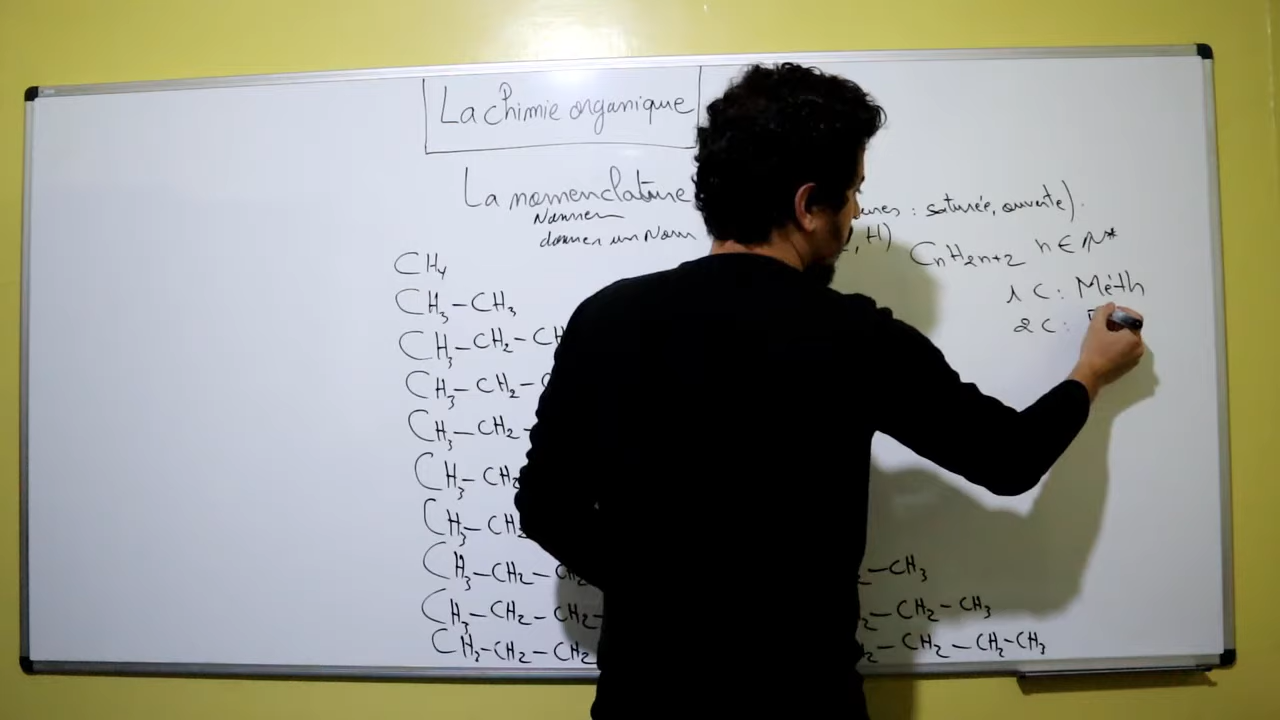 La chimie organique
La nomenclature
Nommer
donner un Nom
: saturée, ouverte).
, H) CnH2n+2 n ∈ N*
1 C : Méth
2 C :
CH4
CH3-CH3
CH3-CH2-CH
CH3-CH2-
CH3-CH2-
CH3-CH2
CH3-CH2
CH3-CH2-CH2 -CH3
CH3-CH2-CH2- -CH2-CH3
CH3-CH2-CH2 -CH2-CH2-CH3